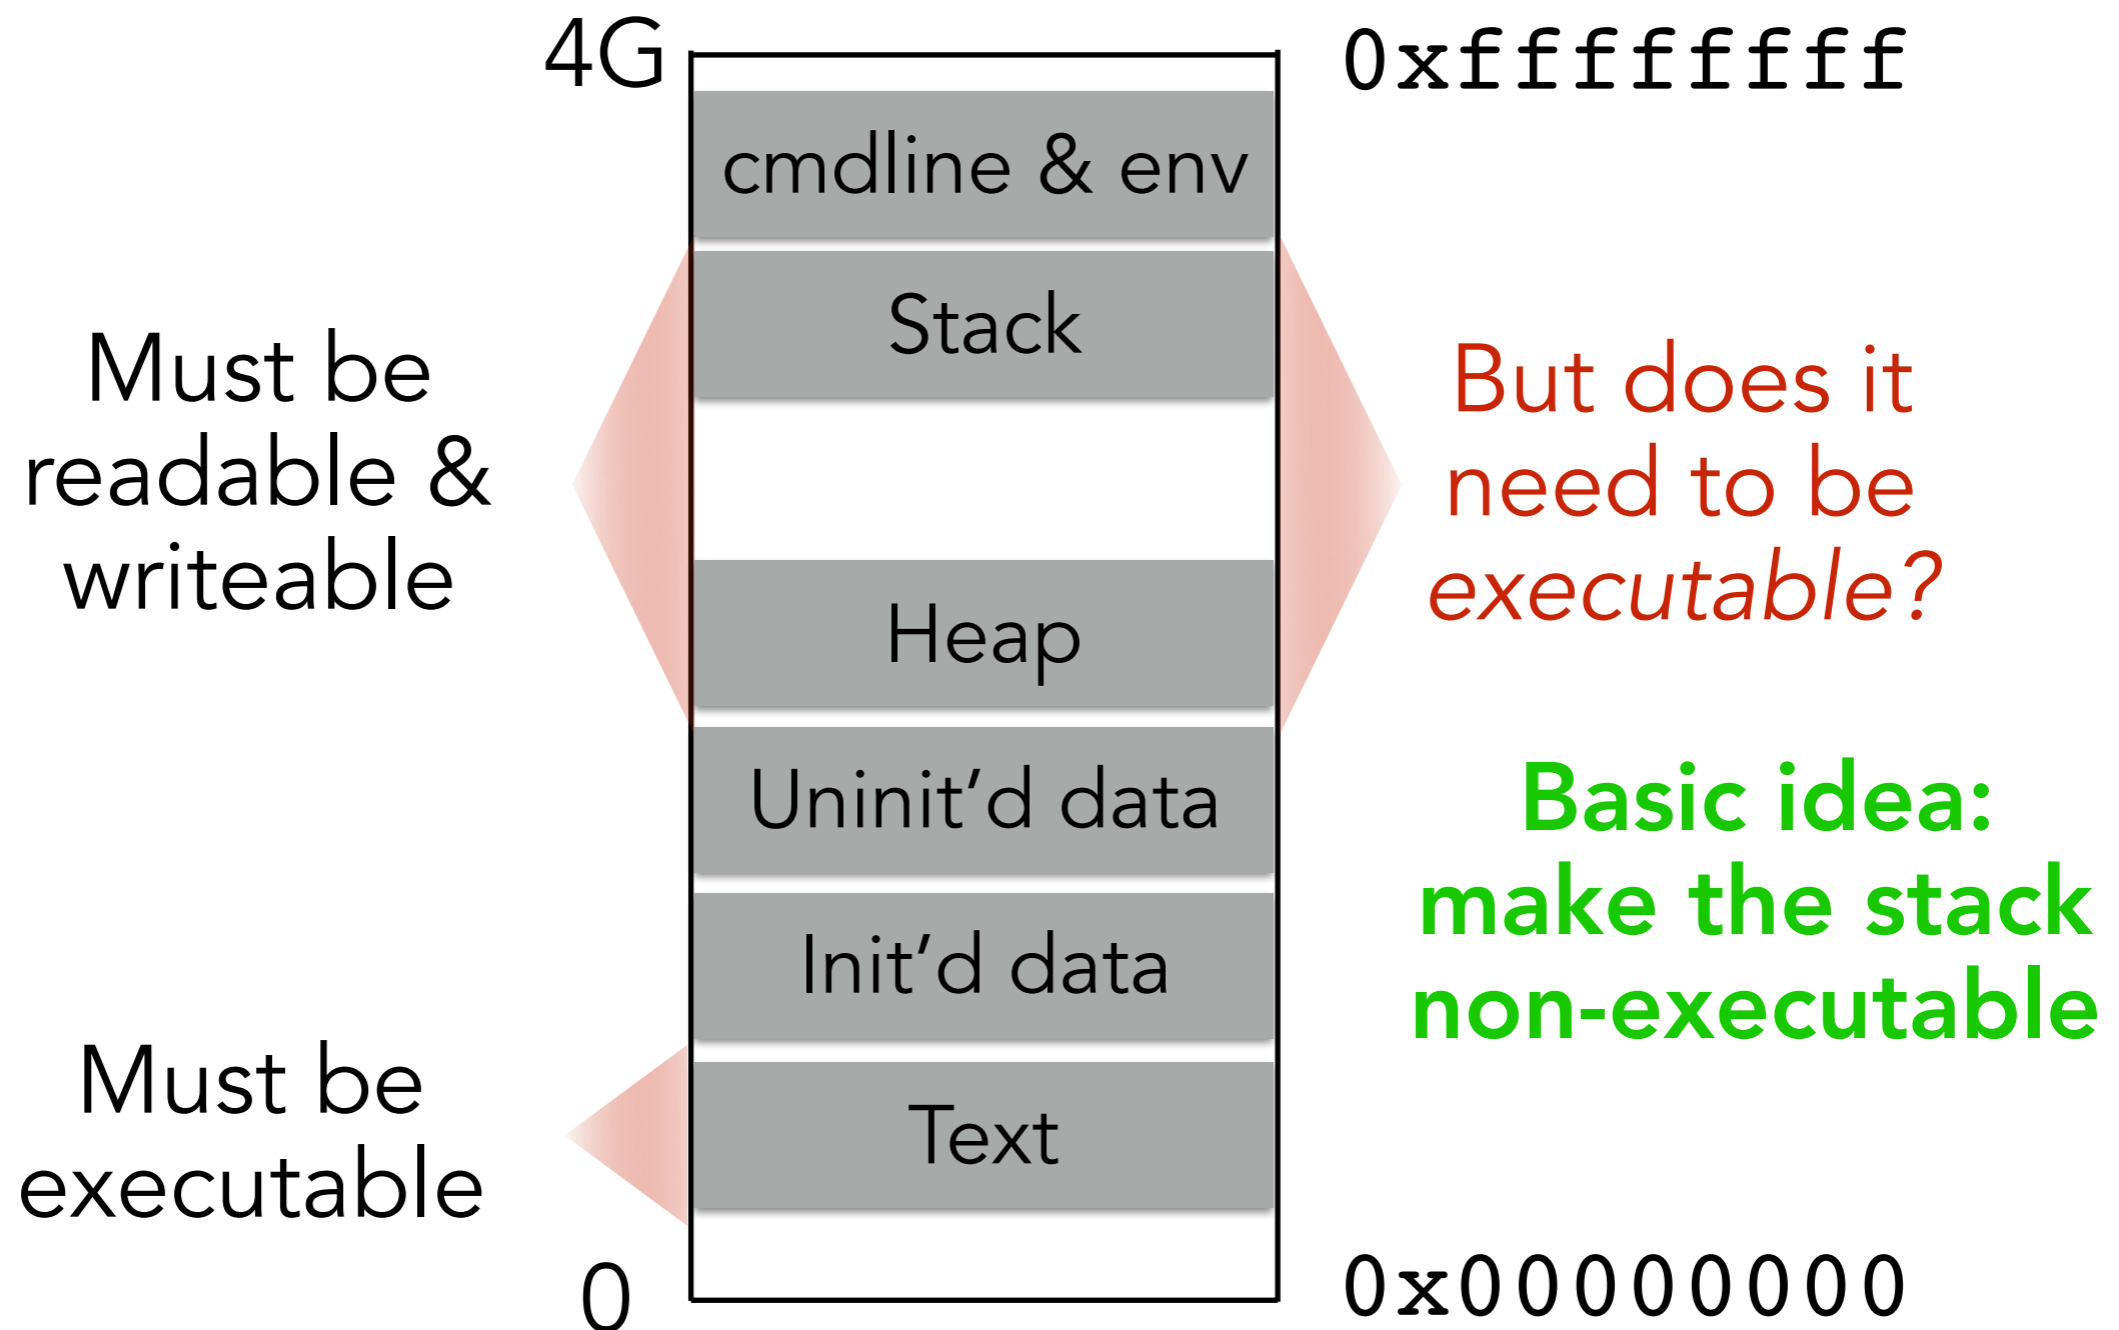 4G
0xffffffff
cmdline & env
Stack
Must be
readable &
writeable
But does it
need to be
executable?
Heap
Uninit’d data
Basic idea:
make the stack
non-executable
Init’d data
Must be
executable
Text
0
0x00000000